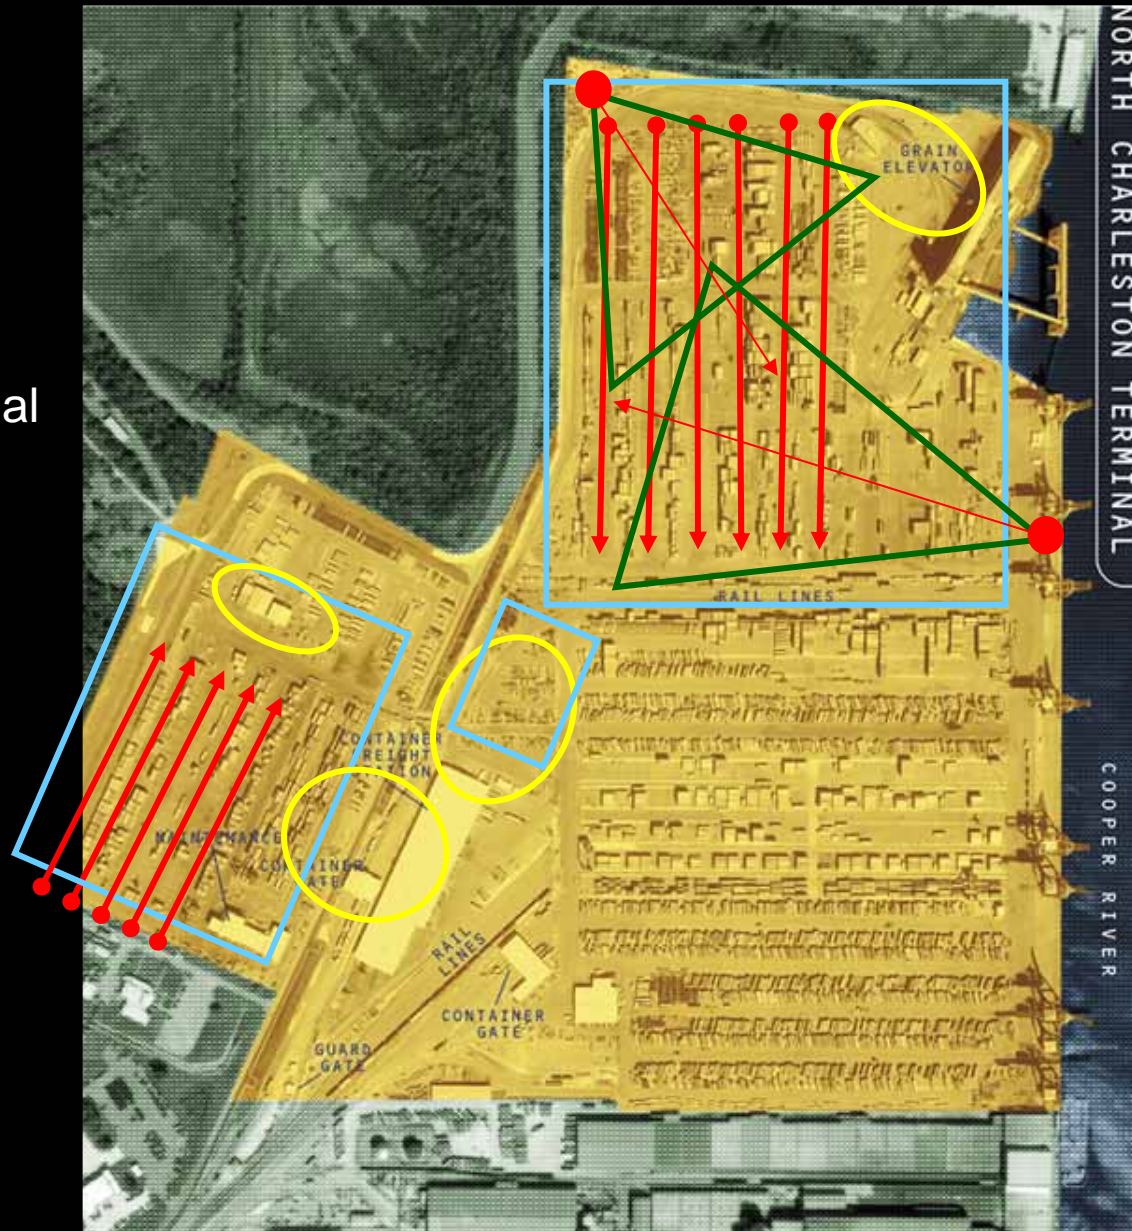 NORTH CHARLESTON TERMINAL
GRAIN
ELEVATOR
al
RAIL LINES
CONTAINER
FREIGHT
STATION
MAINTENANCE
CONTAINER
GATE
COOPER RIVER
RAIL
LINES
CONTAINER
GATE
GUARD
GATE